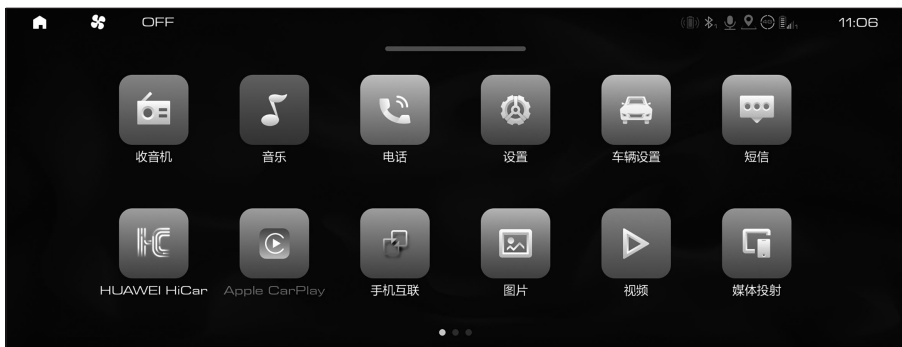 OFF
11:06
收音机
音乐
电话
设置
车辆设置
短信
HUAWEI HiCar
Apple CarPlay
手机互联
图片
视频
媒体投射